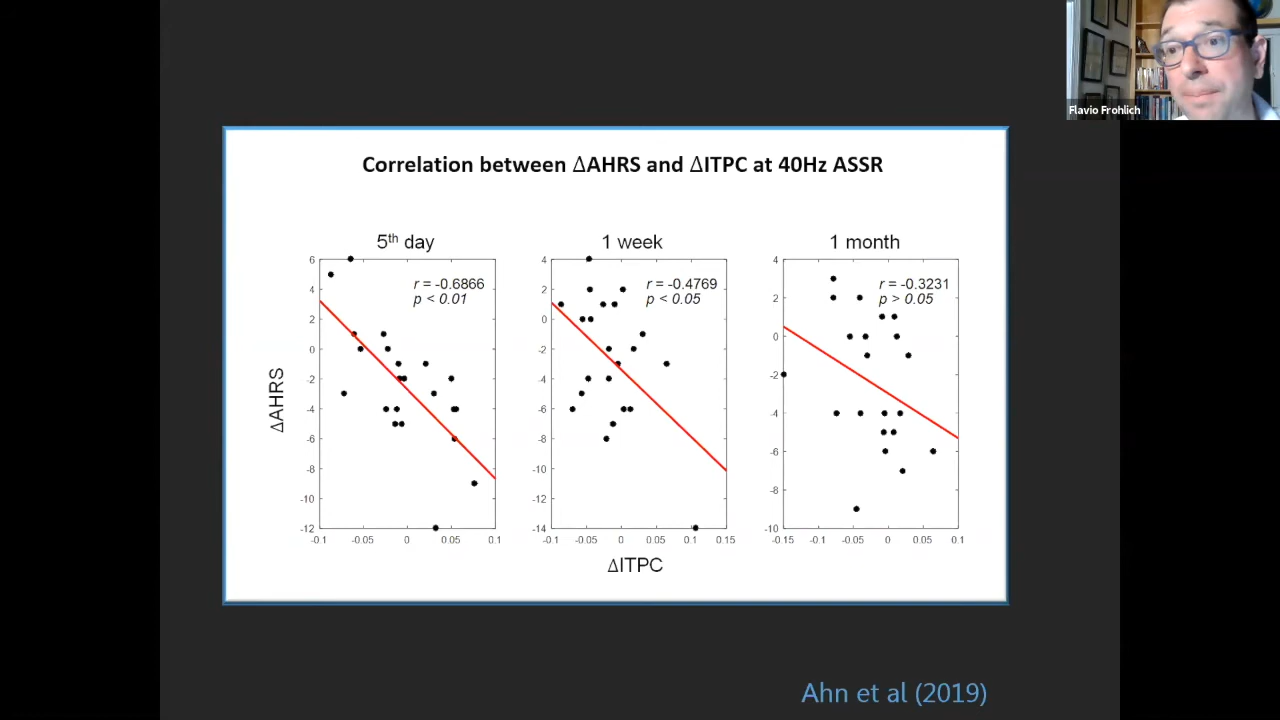 Flavio Frohlich
Correlation between ΔAHRS and ΔITPC at 40Hz ASSR
5th day
1 week
1 month
r = -0.6866
p < 0.01
r = -0.4769
p < 0.05
r = -0.3231
p > 0.05
ΔAHRS
6
4
2
0
-2
-4
-6
-8
-10
-12
-0.1 -0.05 0 0.05 0.1
4
2
0
-2
-4
-6
-8
-10
-12
-14
-0.1 -0.05 0 0.05 0.1 0.15
4
2
0
-2
-4
-6
-8
-10
-0.15 -0.1 -0.05 0 0.05 0.1
ΔITPC
Ahn et al (2019)